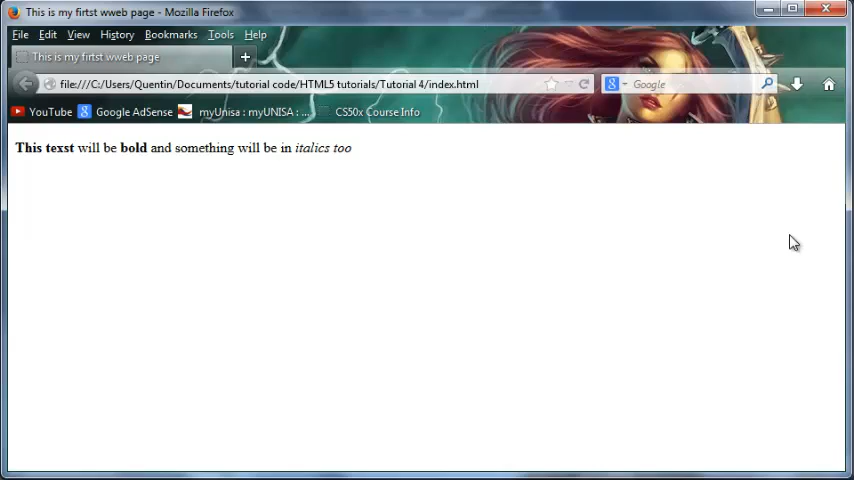 This is my firtst wweb page - Mozilla Firefox
File Edit View History Bookmarks Tools Help
This is my firtst wweb page +
file:///C:/Users/Quentin/Documents/tutorial code/HTML5 tutorials/Tutorial 4/index.html Google
YouTube Google AdSense myUnisa : myUNISA : ... CS50x Course Info
This texst will be bold and something will be in italics too